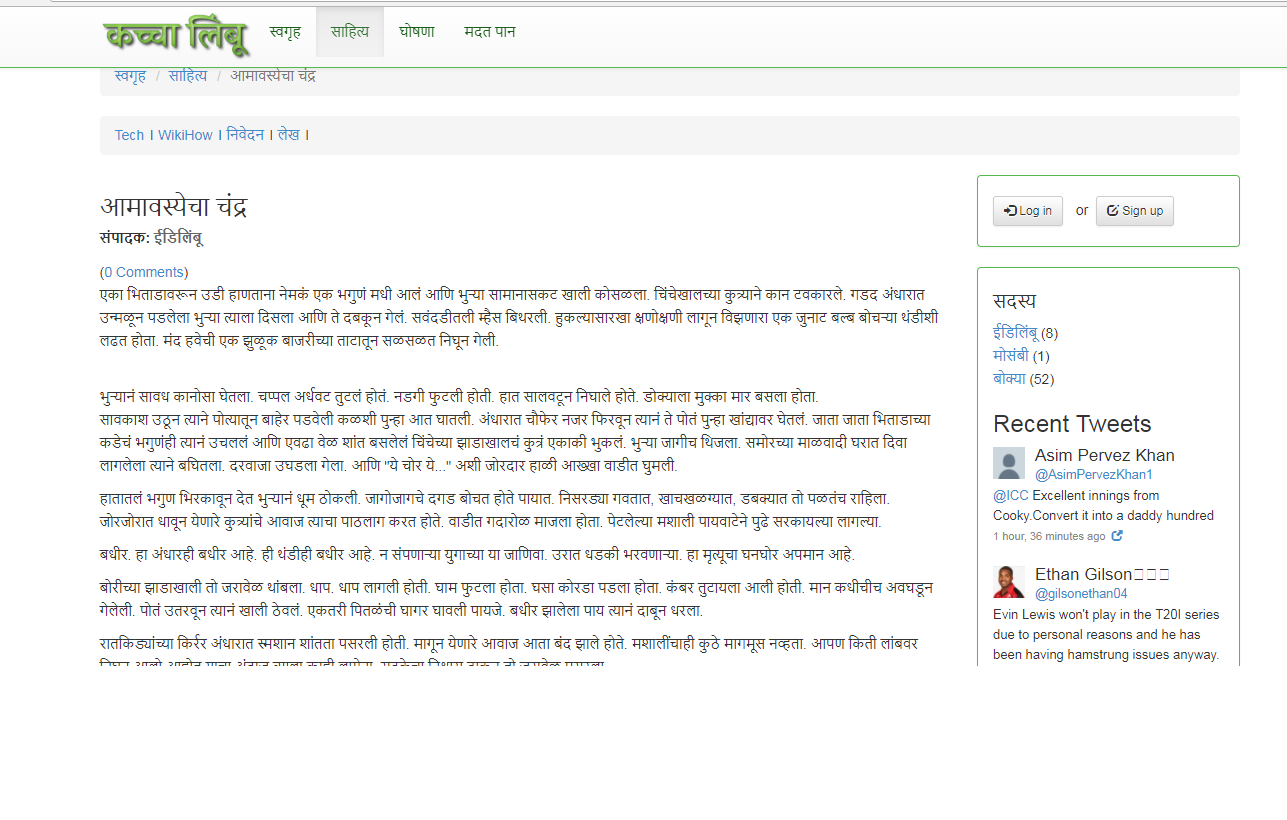 कच्चा लिंबू
स्वगृह
साहित्य
घोषणा
मदत पान
स्वगृह / साहित्य / आमावस्येचा चंद्र
Tech । WikiHow । निवेदन । लेख ।
आमावस्येचा चंद्र
संपादक: ईडिलिंबू
(0 Comments)
एका भिताडावरून उडी हाणताना नेमकं एक भगुणं मधी आलं आणि भुऱ्या सामानासकट खाली कोसळला. चिंचेखालच्या कुत्र्याने कान टवकारले. गडद अंधारात
उन्मळून पडलेला भुऱ्या त्याला दिसला आणि ते दबकून गेलं. सवंदडीतली म्हैस बिथरली. हुकल्यासारखा क्षणोक्षणी लागून विझणारा एक जुनाट बल्ब बोचऱ्या थंडीशी
लढत होता. मंद हवेची एक झुळूक बाजरीच्या ताटातून सळसळत निघून गेली.
भुऱ्यानं सावध कानोसा घेतला. चप्पल अर्धवट तुटलं होतं. नडगी फुटली होती. हात सालवटून निघाले होते. डोक्याला मुक्का मार बसला होता.
सावकाश उठून त्याने पोत्यातून बाहेर पडवेली कळशी पुन्हा आत घातली. अंधारात चौफेर नजर फिरवून त्यानं ते पोतं पुन्हा खांद्यावर घेतलं. जाता जाता भिताडाच्या
कडेचं भगुणंही त्यानं उचललं आणि एवढा वेळ शांत बसलेलं चिंचेच्या झाडाखालचं कुत्रं एकाकी भुकलं. भुऱ्या जागीच थिजला. समोरच्या माळवादी घरात दिवा
लागलेला त्याने बघितला. दरवाजा उघडला गेला. आणि "ये चोर ये..." अशी जोरदार हाळी आख्खा वाडीत घुमली.
हातातलं भगुण भिरकावून देत भुऱ्यानं धूम ठोकली. जागोजागचे दगड बोचत होते पायात. निसरड्या गवतात, खाचखळग्यात, डबक्यात तो पळतंच राहिला.
जोरजोरात धावून येणारे कुत्र्यांचे आवाज त्याचा पाठलाग करत होते. वाडीत गदारोळ माजला होता. पेटलेल्या मशाली पायवाटेने पुढे सरकायल्या लागल्या.
बधीर. हा अंधारही बधीर आहे. ही थंडीही बधीर आहे. न संपणाऱ्या युगाच्या या जाणिवा. उरात धडकी भरवणाऱ्या. हा मृत्यूचा घनघोर अपमान आहे.
बोरीच्या झाडाखाली तो जरावेळ थांबला. धाप. धाप लागली होती. घाम फुटला होता. घसा कोरडा पडला होता. कंबर तुटायला आली होती. मान कधीचीच अवघडून
गेलेली. पोतं उतरवून त्यानं खाली ठेवलं. एकतरी पितळंची घागर घावली पायजे. बधीर झालेला पाय त्यानं दाबून धरला.
रातकिड्यांच्या किर्रर अंधारात स्मशान शांतता पसरली होती. मागून येणारे आवाज आता बंद झाले होते. मशालींचाही कुठे मागमूस नव्हता. आपण किती लांबवर
Log in or Sign up
सदस्य
ईडिलिंबू (8)
मोसंबी (1)
बोक्या (52)
Recent Tweets
Asim Pervez Khan
@AsimPervezKhan1
@ICC Excellent innings from
Cooky.Convert it into a daddy hundred
1 hour, 36 minutes ago
Ethan Gilson
@gilsonethan04
Evin Lewis won't play in the T20I series
due to personal reasons and he has
been having hamstrung issues anyway.